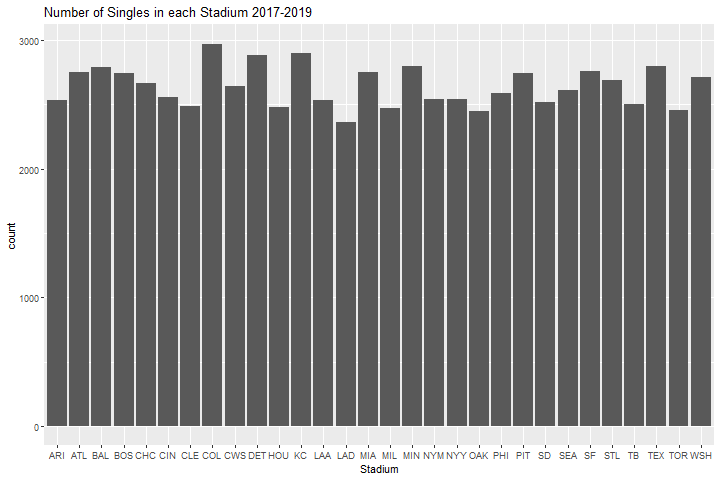 Number of Singles in each Stadium 2017-2019
3000
2000
1000
0
count
ARI ATL BAL BOS CHC CIN CLE COL CWS DET HOU KC LAA LAD MIA MIL MIN NYM NYY OAK PHI PIT SD SEA SF STL TB TEX TOR WSH
Stadium